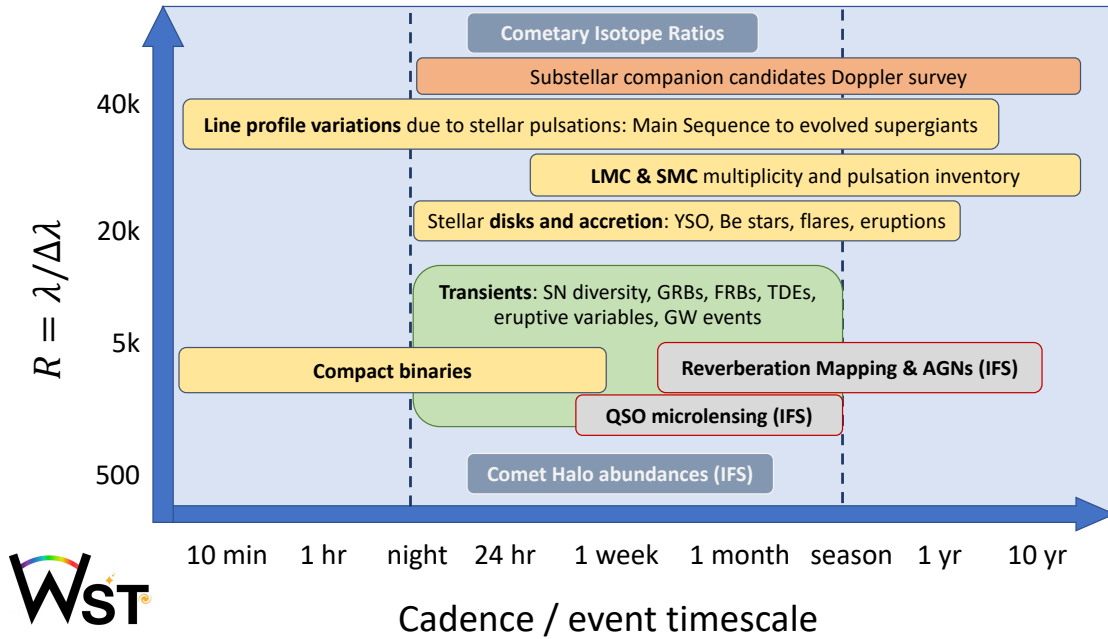 Cometary Isotope Ratios
Substellar companion candidates Doppler survey
40k
Line profile variations due to stellar pulsations: Main Sequence to evolved supergiants
LMC & SMC multiplicity and pulsation inventory
20k
Stellar disks and accretion: YSO, Be stars, flares, eruptions
R = λ/Δλ
Transients: SN diversity, GRBs, FRBs, TDEs,
eruptive variables, GW events
5k
Compact binaries
Reverberation Mapping & AGNs (IFS)
QSO microlensing (IFS)
500
Comet Halo abundances (IFS)
10 min
1 hr
night
24 hr
1 week
1 month
season
1 yr
10 yr
WST
Cadence / event timescale